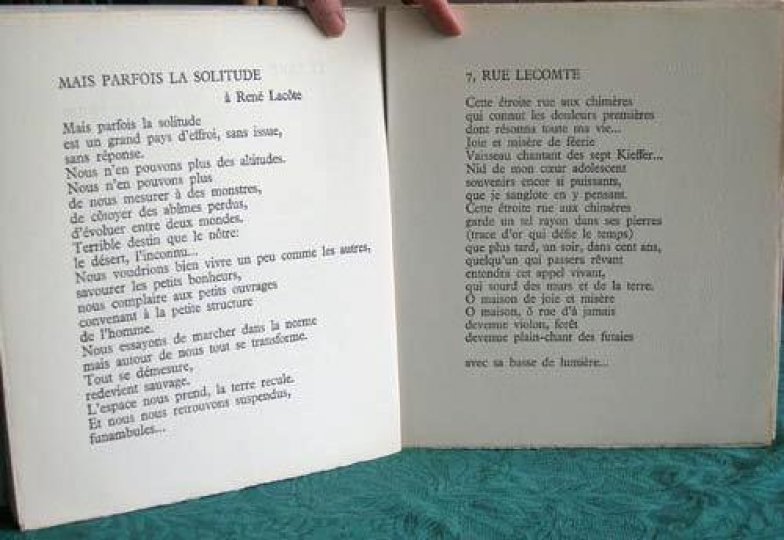 MAIS PARFOIS LA SOLITUDE
à René Lacôte
Mais parfois la solitude
est un grand pays d'effroi, sans issue,
sans réponse.
Nous n'en pouvons plus des altitudes.
Nous n'en pouvons plus
de nous mesurer à des monstres,
de côtoyer des abîmes perdus,
d'évoluer entre deux mondes.
Terrible destin que le nôtre:
le désert, l'inconnu...
Nous voudrions bien vivre un peu comme les autres,
savourer les petits bonheurs,
nous complaire aux petits ouvrages
convenant à la petite structure
de l'homme.
Nous essayons de marcher dans la norme
mais autour de nous tout se transforme.
Tout se démesure,
redevient sauvage.
L'espace nous prend, la terre recule.
Et nous nous retrouvons suspendus,
funambules...
7, RUE LECOMTE
Cette étroite rue aux chimères
qui connut les douleurs premières
dont résonna toute ma vie...
Joie et misère de féerie
Vaisseau chantant des sept Kieffer...
Nid de mon cœur adolescent
souvenirs encor si puissants,
que je sanglote en y pensant.
Cette étroite rue aux chimères
garde un tel rayon dans ses pierres
(trace d'or qui défie le temps)
que plus tard, un soir, dans cent ans,
quelqu'un qui passera rêvant
entendra cet appel vivant,
qui sourd des murs et de la terre.
O maison de joie et misère
O maison, ô rue d'à jamais
devenue violon, forêt
devenue plain-chant des futaies
avec sa basse de lumière...